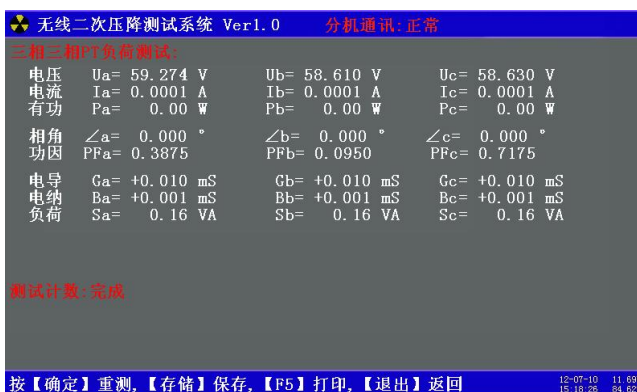 无线二次压降测试系统 Ver1.0 分机通讯:正常
三相三相PT负荷测试:
电压 Ua= 59.274 V Ub= 58.610 V Uc= 58.630 V
电流 Ia= 0.0001 A Ib= 0.0001 A Ic= 0.0001 A
有功 Pa= 0.00 W Pb= 0.00 W Pc= 0.00 W
相角 ∠a= 0.000 ° ∠b= 0.000 ° ∠c= 0.000 °
功因 PFa= 0.3875 PFb= 0.0950 PFc= 0.7175
电导 Ga= +0.010 mS Gb= +0.010 mS Gc= +0.010 mS
电纳 Ba= +0.001 mS Bb= +0.001 mS Bc= +0.001 mS
负荷 Sa= 0.16 VA Sb= 0.16 VA Sc= 0.16 VA
测试计数:完成
按【确定】重测,【存储】保存,【F5】打印,【退出】返回
12-07-10 11.69
15:18:26 84.62